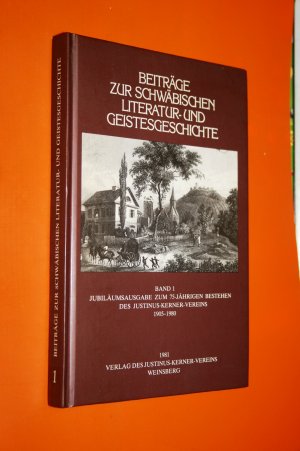 BEITRÄGE
ZUR SCHWÄBISCHEN
LITERATUR- UND
GEISTESGESCHICHTE
BAND 1
JUBILÄUMSAUSGABE ZUM 75-JÄHRIGEN BESTEHEN
DES JUSTINUS-KERNER-VEREINS
1905-1980
1981
VERLAG DES JUSTINUS-KERNER-VEREINS
WEINSBERG
BEITRÄGE ZUR SCHWÄBISCHEN LITERATUR- UND GEISTESGESCHICHTE
1